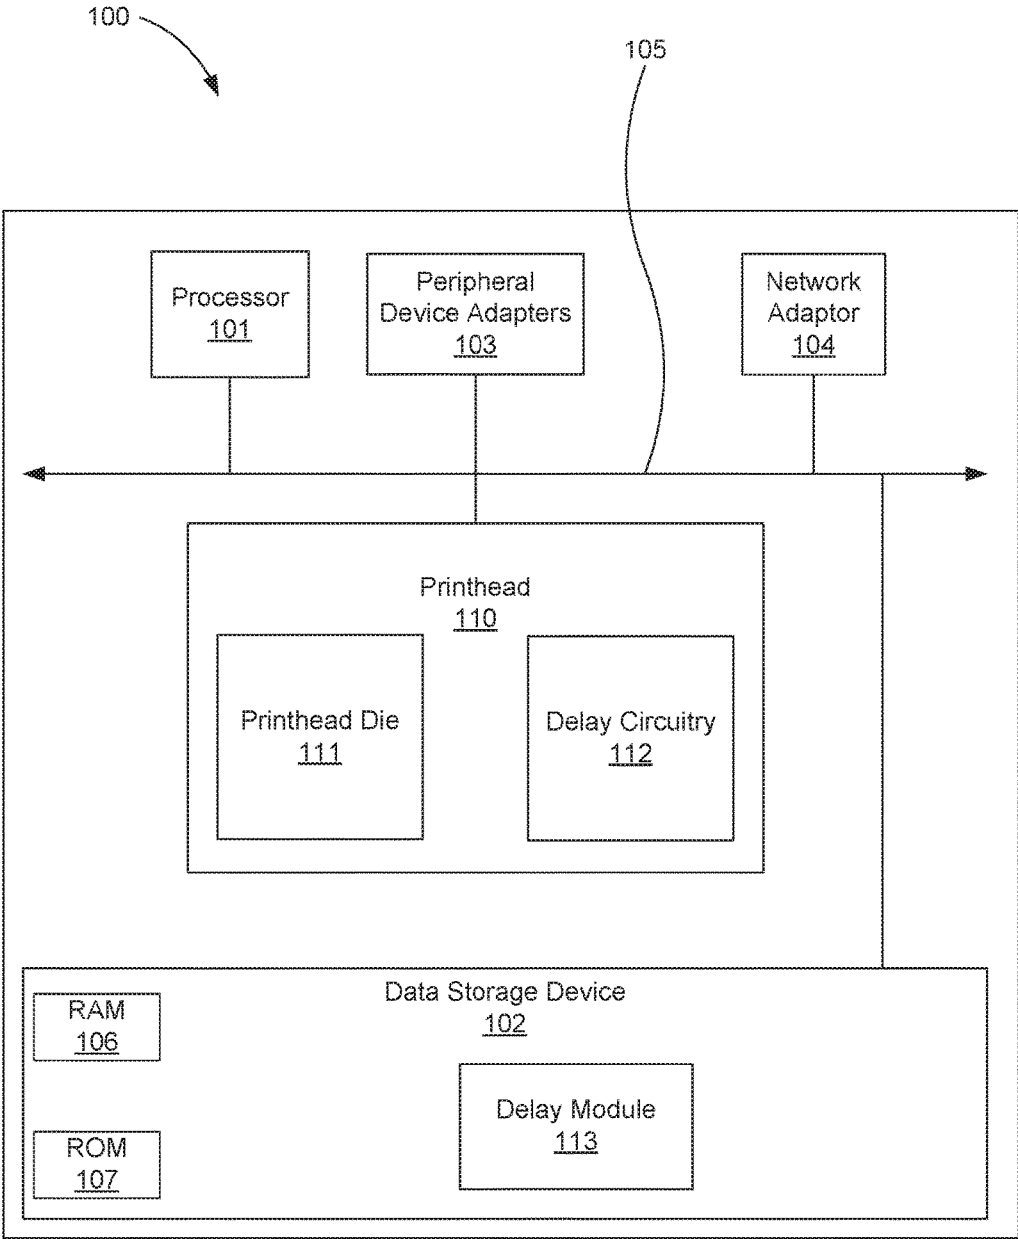 100
105
Processor
101
Peripheral
Device Adapters
103
Network
Adaptor
104
Printhead
110
Printhead Die
111
Delay Circuitry
112
Data Storage Device
102
RAM
106
Delay Module
113
ROM
107